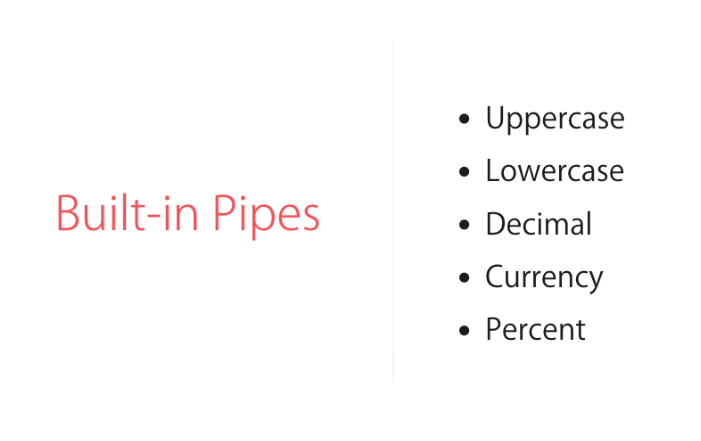 Built-in Pipes
• Uppercase
• Lowercase
• Decimal
• Currency
• Percent